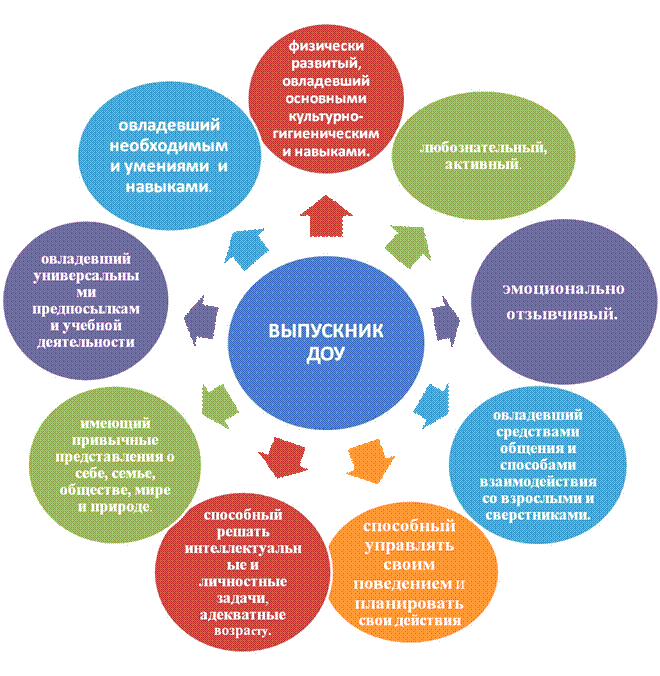 физически
развитый,
овладевший
основными
культурно-
гигиеническим
и навыками.
любознательный,
активный.
эмоционально
отзывчивый.
овладевший
средствами
общения и
способами
взаимодействия
со взрослыми и
сверстниками.
способный
управлять
своим
поведением и
планировать
свои действия
способный
решать
интеллектуальн
ые и
личностные
задачи,
адекватные
возрасту.
имеющий
привычные
представления о
себе, семье,
обществе, мире
и природе.
овладевший
универсальны
ми
предпосылкам
и учебной
деятельности
овладевший
необходимым
и умениями и
навыками.
ВЫПУСКНИК
ДОУ